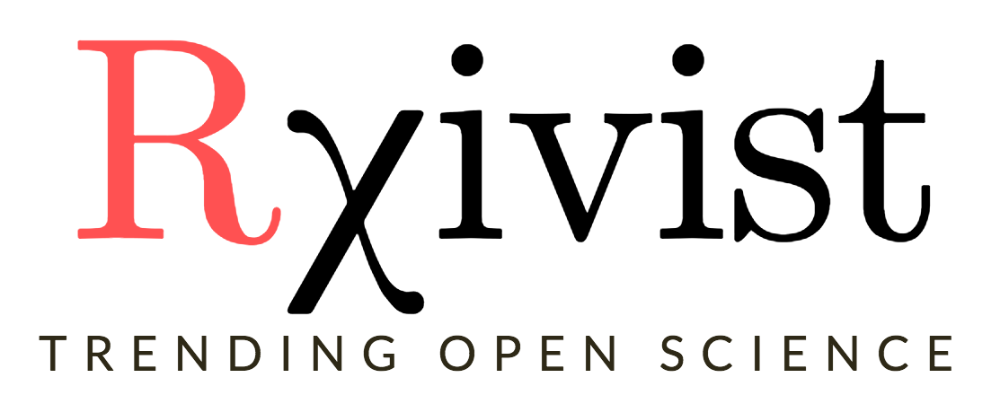 Rχivist
TRENDING OPEN SCIENCE